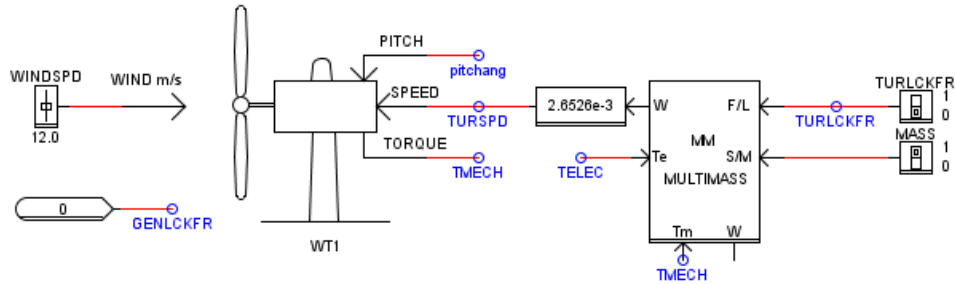 WINDSPD
12.0
WIND m/s
PITCH
pitchang
SPEED
TURSPD
TORQUE
TMECH
WT1
0
GENLCKFR
2.6526e-3
TELEC
W
F/L
MM
Te
S/M
MULTIMASS
Tm
W
TMECH
TURLCKFR
TURLCKFR
1
0
MASS
1
0